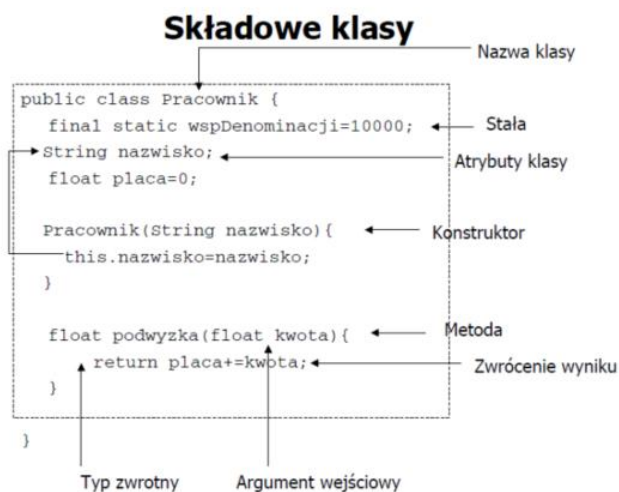 Składowe klasy
Nazwa klasy
public class Pracownik {
final static wspDenominacji=10000;
Stała
String nazwisko;
Atrybuty klasy
float placa=0;
Pracownik(String nazwisko){
Konstruktor
this.nazwisko=nazwisko;
}
float podwyzka(float kwota){
Metoda
return placa+=kwota;
Zwrócenie wyniku
}
}
Typ zwrotny
Argument wejściowy